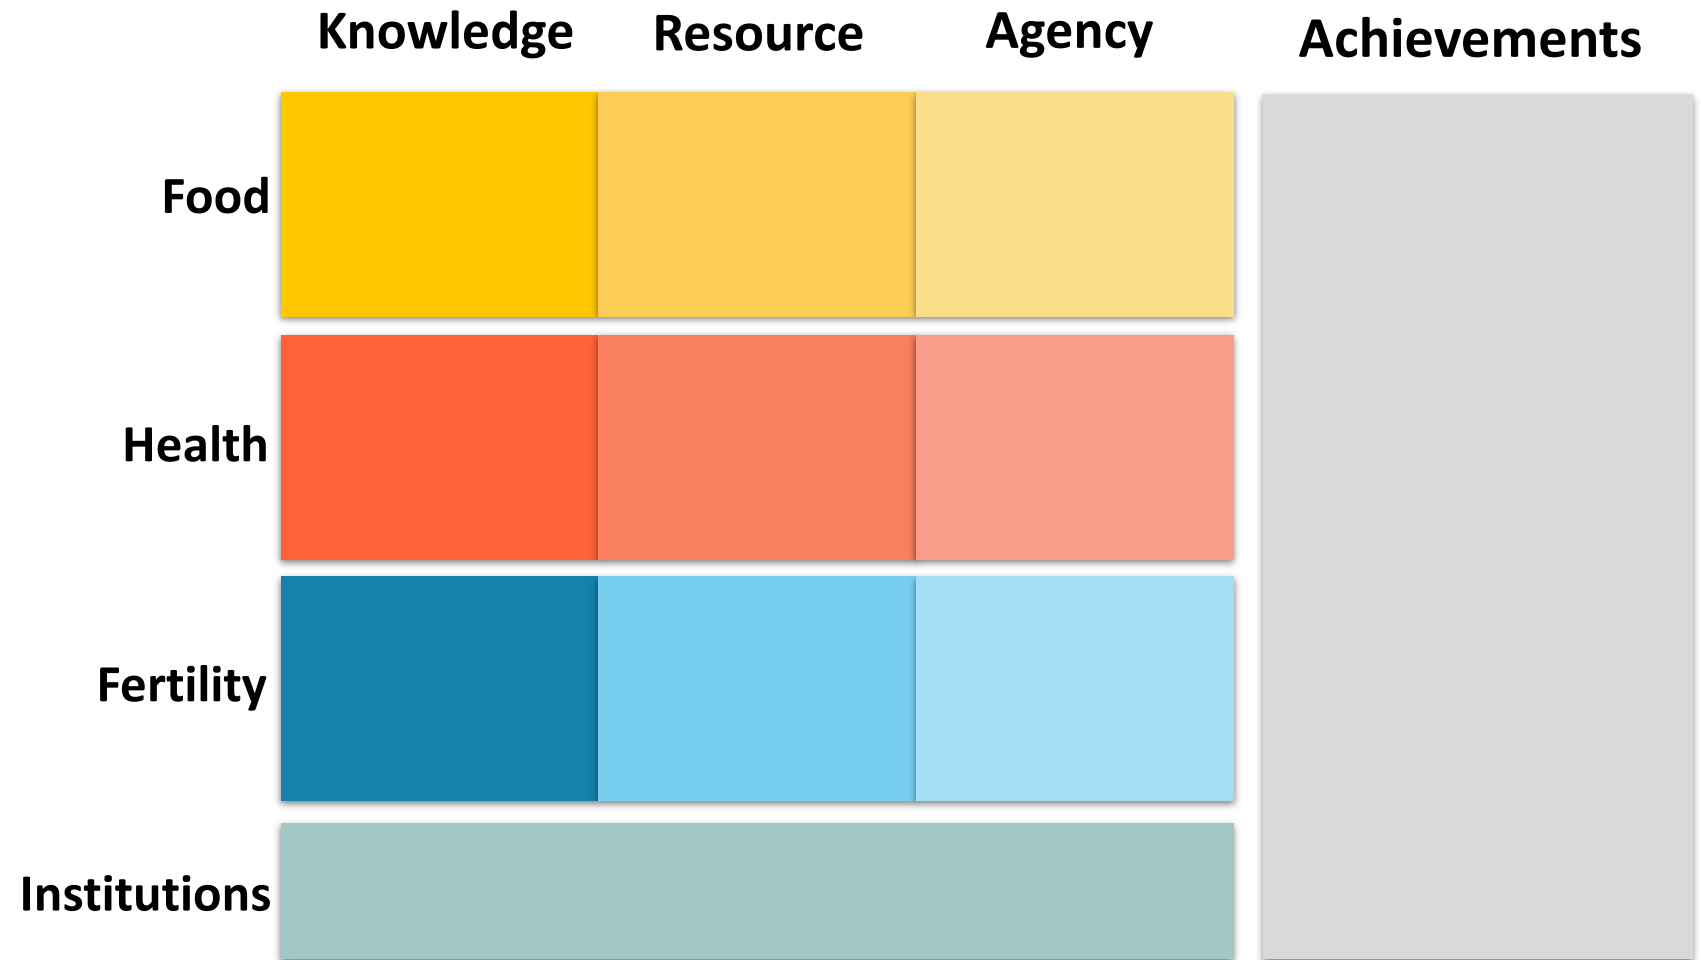 Knowledge Resource Agency Achievements
Food
Health
Fertility
Institutions